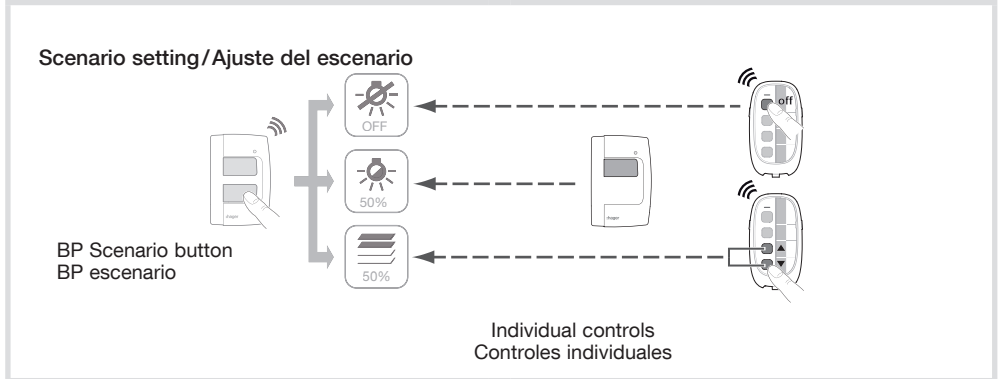 Scenario setting/Ajuste del escenario
OFF
off
50%
BP Scenario button
BP escenario
50%
Individual controls
Controles individuales